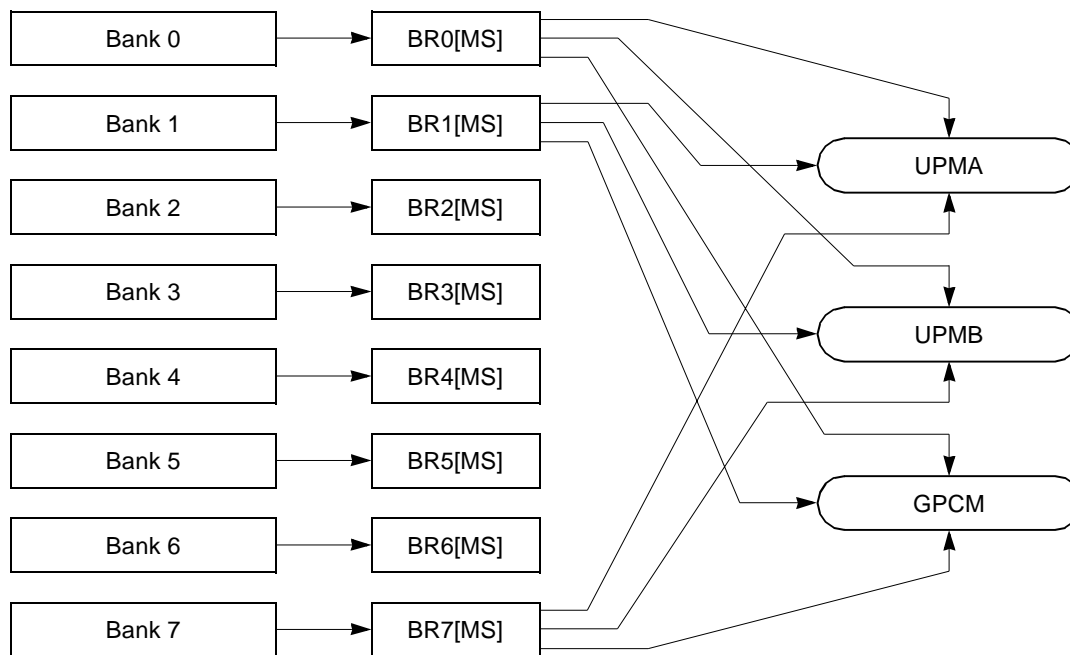 Bank 0
BR0[MS]
Bank 1
BR1[MS]
UPMA
Bank 2
BR2[MS]
Bank 3
BR3[MS]
UPMB
Bank 4
BR4[MS]
Bank 5
BR5[MS]
GPCM
Bank 6
BR6[MS]
Bank 7
BR7[MS]